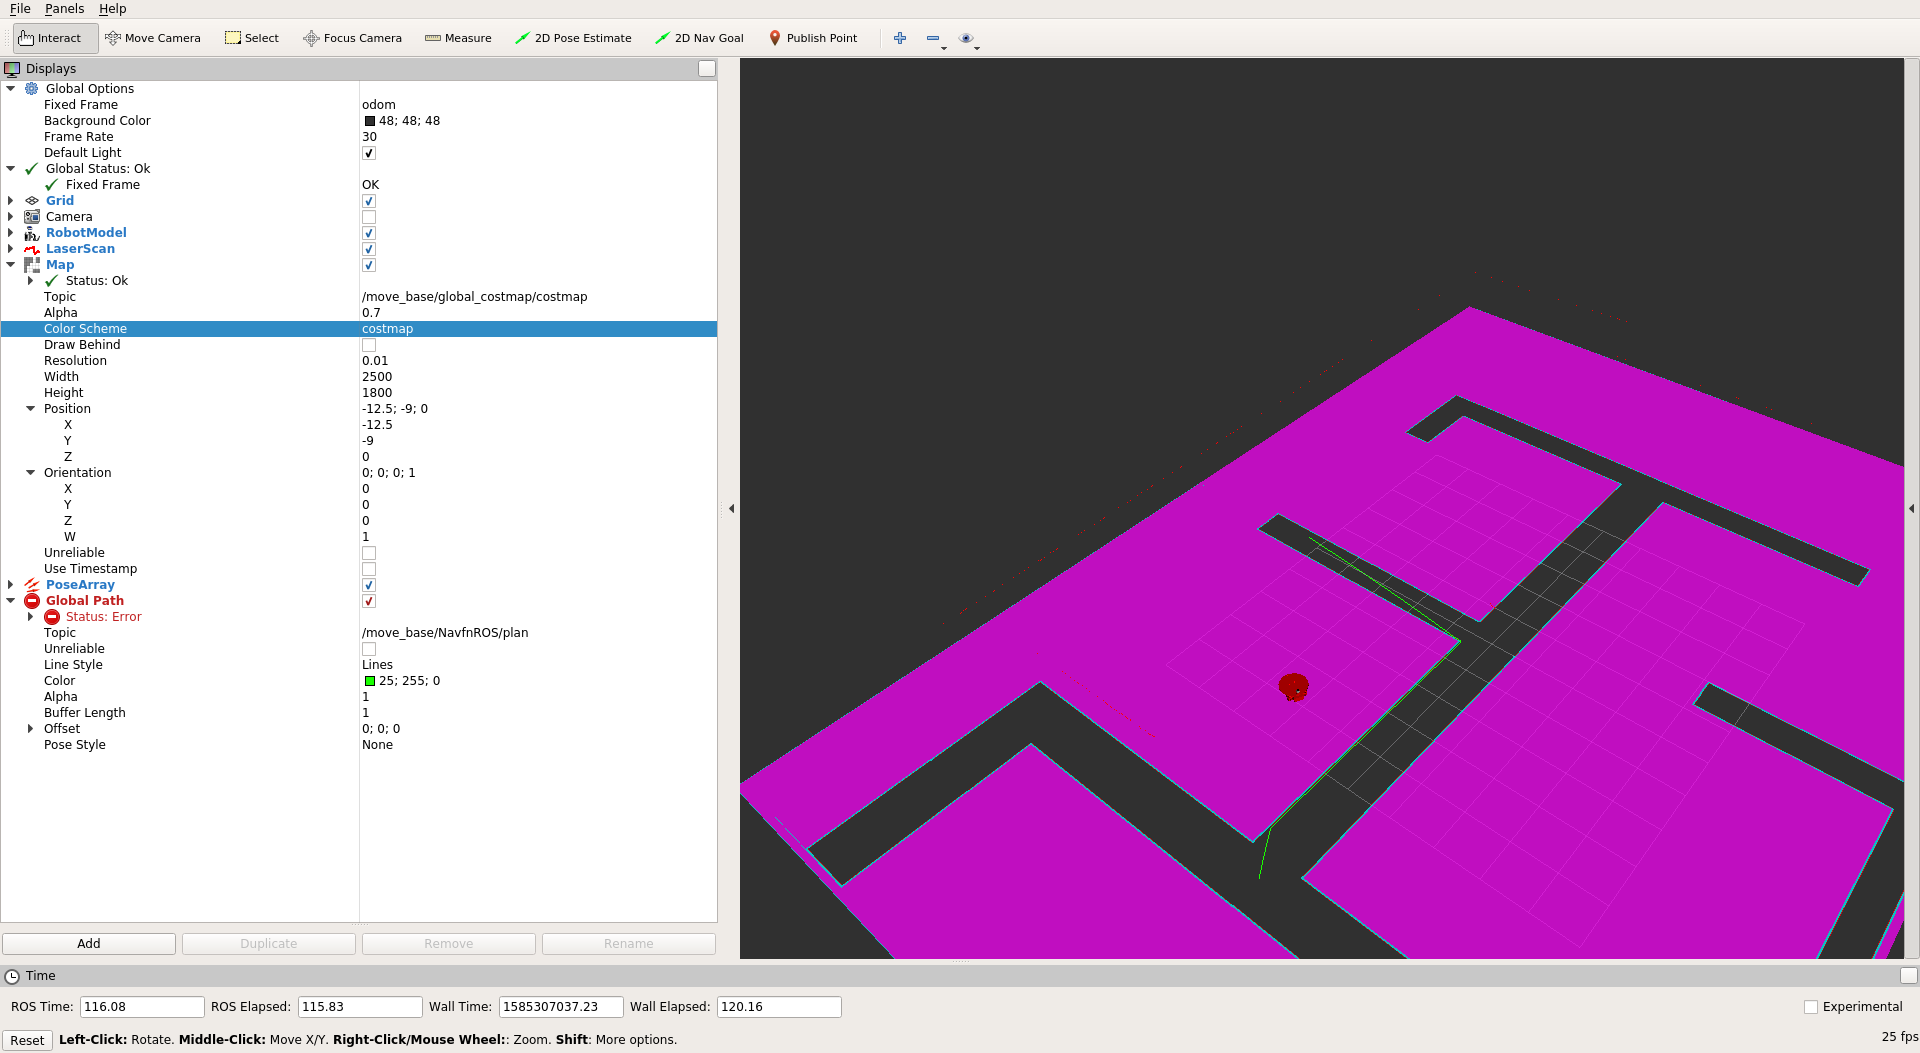 File Panels Help
Interact Move Camera Select Focus Camera Measure 2D Pose Estimate 2D Nav Goal Publish Point
Displays
Global Options
Fixed Frame odom
Background Color 48; 48; 48
Frame Rate 30
Default Light
Global Status: Ok
Fixed Frame OK
Grid
Camera
RobotModel
LaserScan
Map
Status: Ok
Topic /move_base/global_costmap/costmap
Alpha 0.7
Color Scheme costmap
Draw Behind
Resolution 0.01
Width 2500
Height 1800
Position -12.5; -9; 0
X -12.5
Y -9
Z 0
Orientation 0; 0; 0; 1
X 0
Y 0
Z 0
W 1
Unreliable
Use Timestamp
PoseArray
Global Path
Status: Error
Topic /move_base/NavfnROS/plan
Unreliable
Line Style Lines
Color 25; 255; 0
Alpha 1
Buffer Length 1
Offset 0; 0; 0
Pose Style None
Add Duplicate Remove Rename
Time
ROS Time: 116.08 ROS Elapsed: 115.83 Wall Time: 1585307037.23 Wall Elapsed: 120.16 Experimental
Reset Left-Click: Rotate. Middle-Click: Move X/Y. Right-Click/Mouse Wheel:: Zoom. Shift: More options. 25 fps